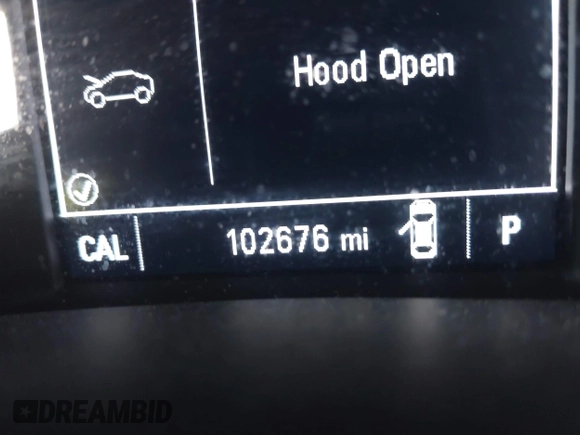 Hood Open
CAL 102676 mi P
DREAMBID